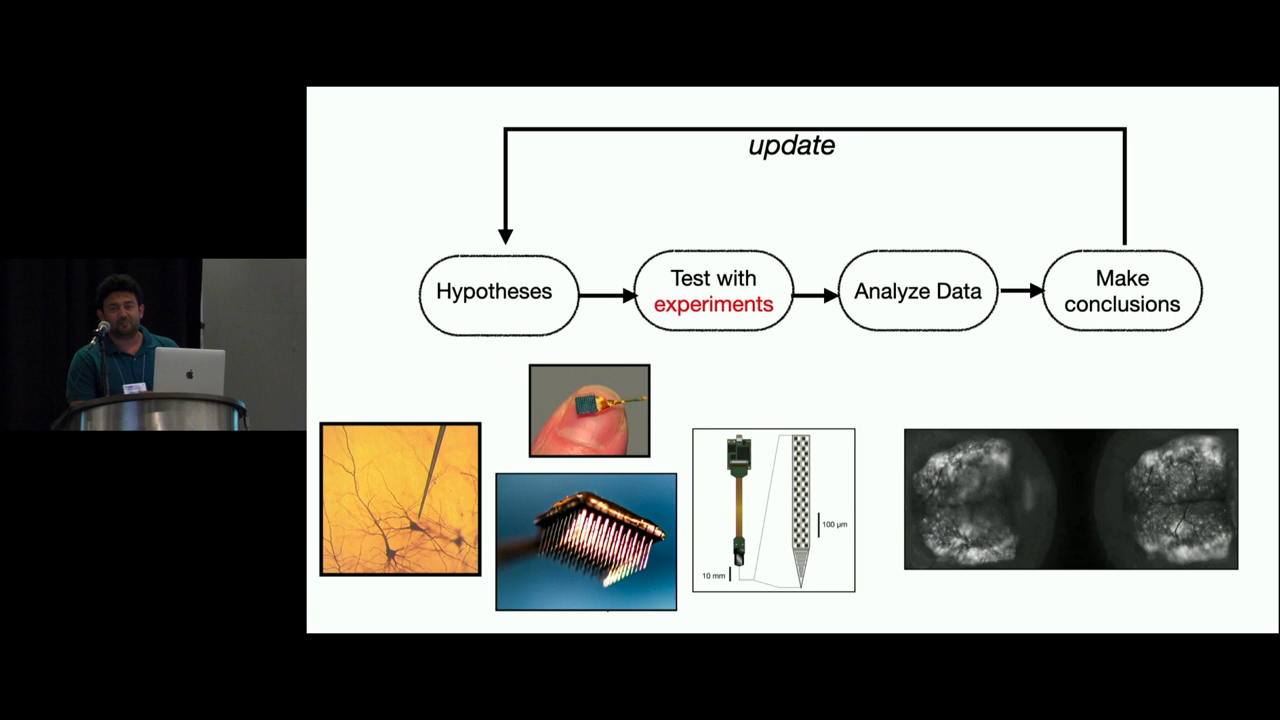 update
Hypotheses
Test with
experiments
Analyze Data
Make
conclusions
100 μm
10 mm